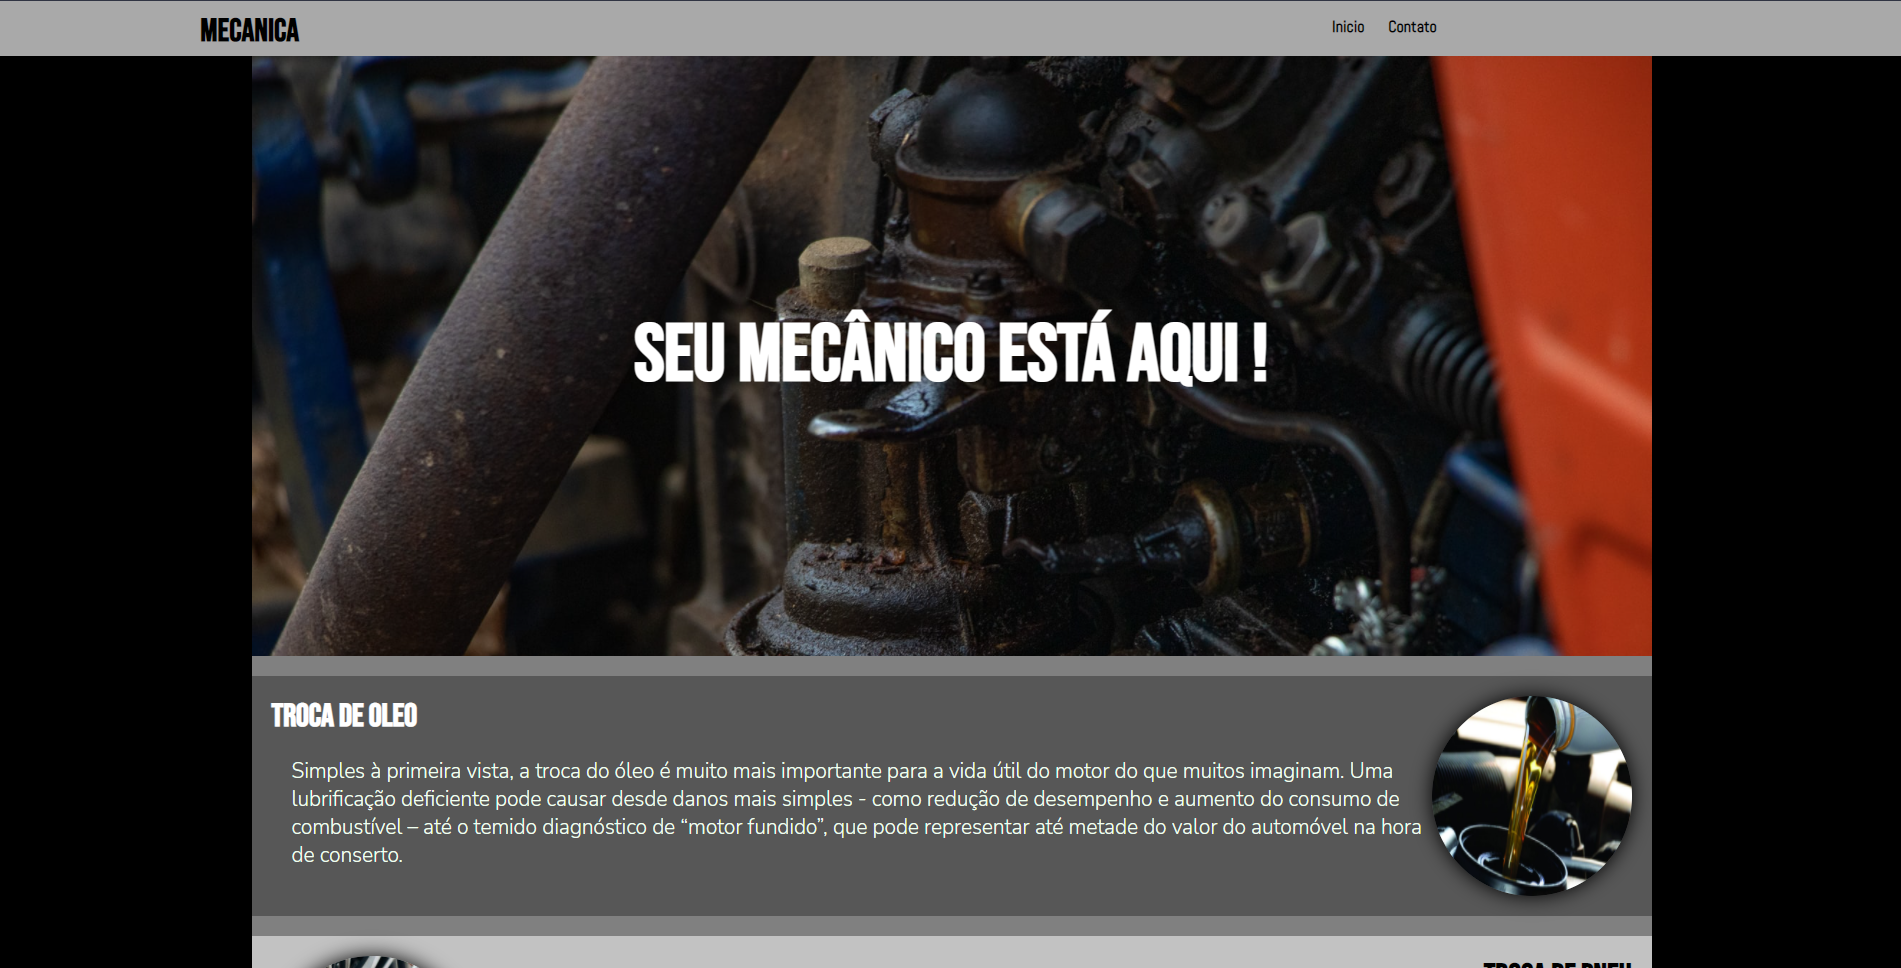 MECANICA
Inicio Contato
SEU MECÂNICO ESTÁ AQUI !
TROCA DE OLEO
Simples à primeira vista, a troca do óleo é muito mais importante para a vida útil do motor do que muitos imaginam. Uma
lubrificação deficiente pode causar desde danos mais simples - como redução de desempenho e aumento do consumo de
combustível – até o temido diagnóstico de “motor fundido”, que pode representar até metade do valor do automóvel na hora
de conserto.
TROCA DE PNEU